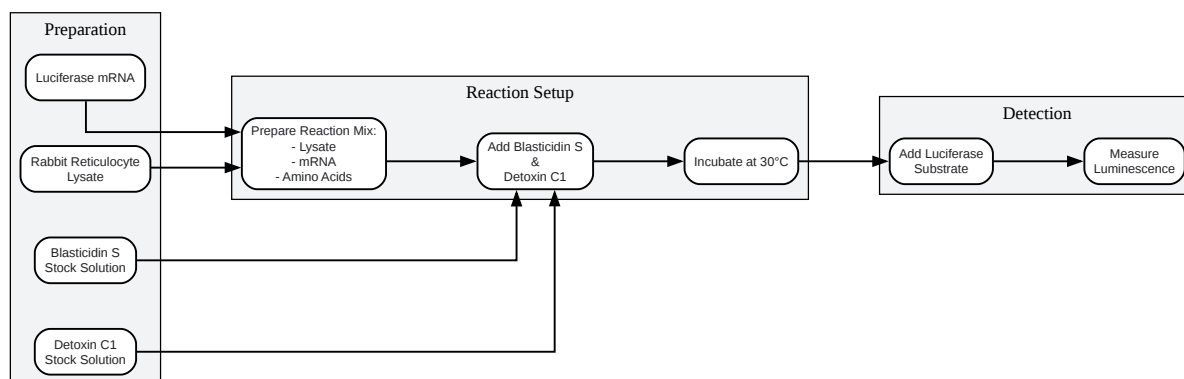 Preparation
Luciferase mRNA
Rabbit Reticulocyte
Lysate
Blasticidin S
Stock Solution
Detoxin C1
Stock Solution
Reaction Setup
Prepare Reaction Mix:
- Lysate
- mRNA
- Amino Acids
Add Blasticidin S
&
Detoxin C1
Incubate at 30°C
Detection
Add Luciferase
Substrate
Measure
Luminescence